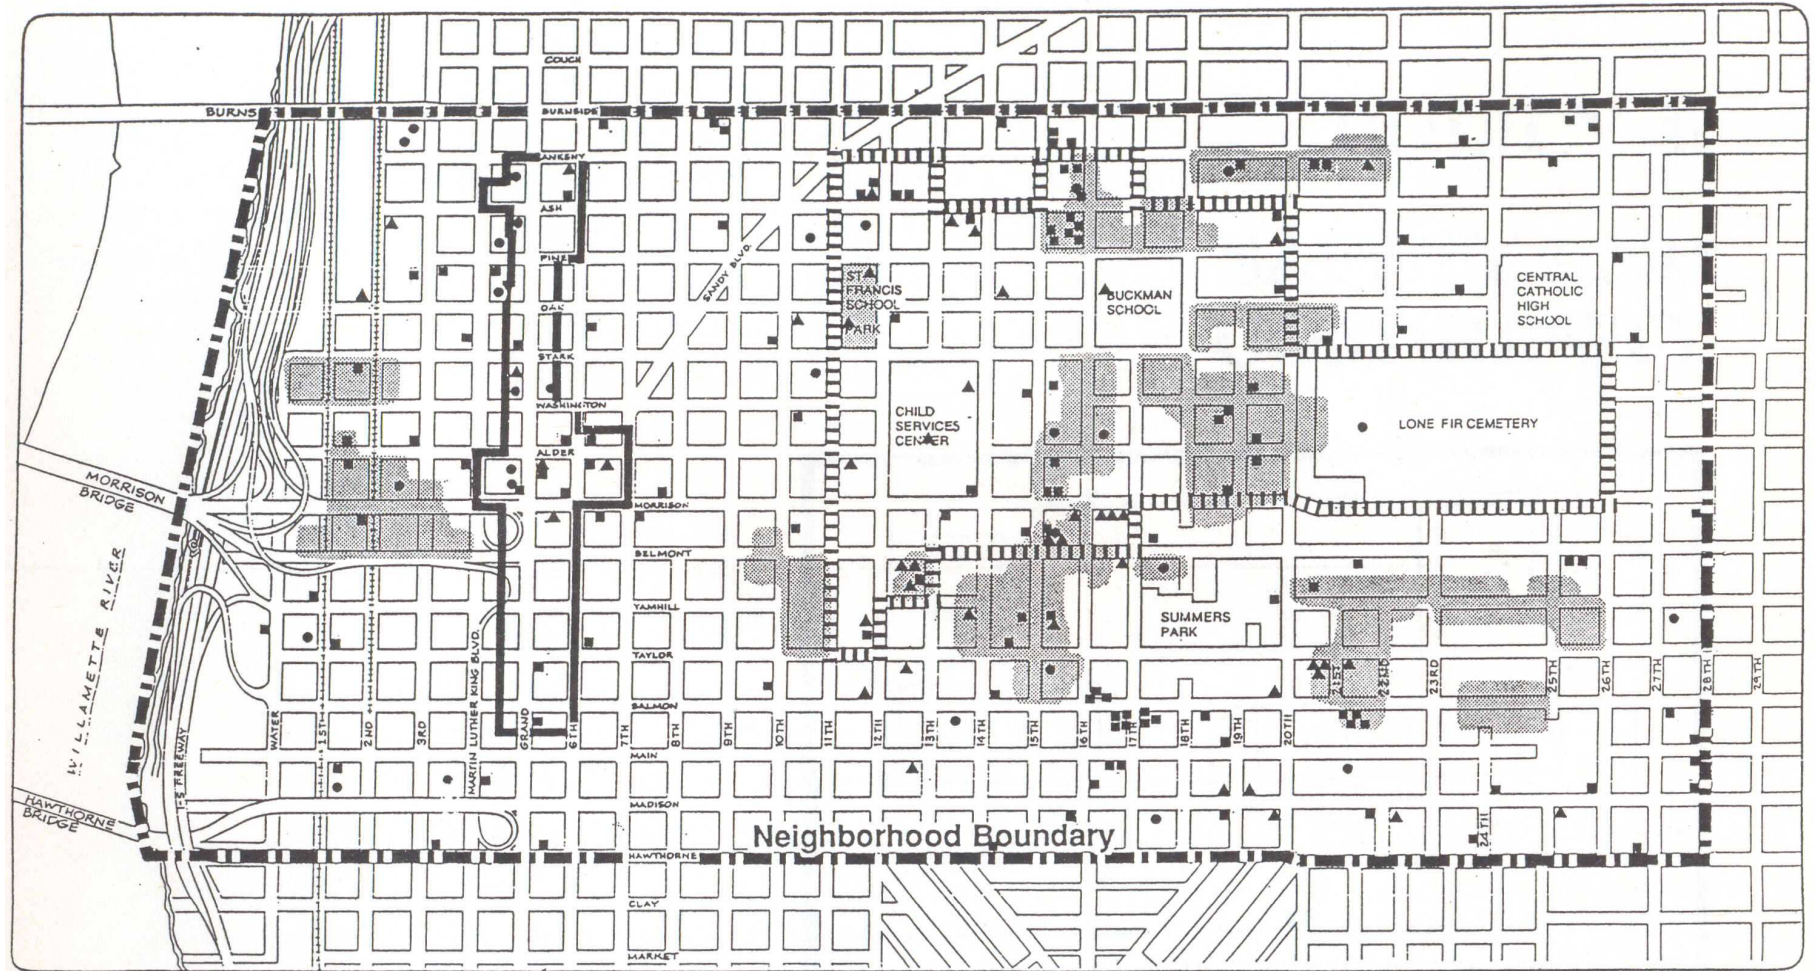 COUCH
BURNS
BURNSIDE
ANKENY
ASH
PINE
OAK
STARK
WASHINGTON
ALDER
MORRISON
BELMONT
YAMHILL
TAYLOR
SALMON
MAIN
MADISON
HAWTHORNE
CLAY
MARKET
SANDY BLVD.
ST
FRANCIS
SCHOOL
PARK
BUCKMAN
SCHOOL
CENTRAL
CATHOLIC
HIGH
SCHOOL
CHILD
SERVICES
CENTER
LONE FIR CEMETERY
SUMMERS
PARK
MORRISON
BRIDGE
WILLAMETTE RIVER
HAWTHORNE
BRIDGE
I-5 FREEWAY
WATER
1ST
2ND
3RD
MARTIN LUTHER KING BLVD.
GRAND
6TH
7TH
8TH
9TH
10TH
11TH
12TH
13TH
14TH
15TH
16TH
17TH
18TH
19TH
20TH
21ST
22ND
23RD
24TH
25TH
26TH
27TH
28TH
29TH
Neighborhood Boundary